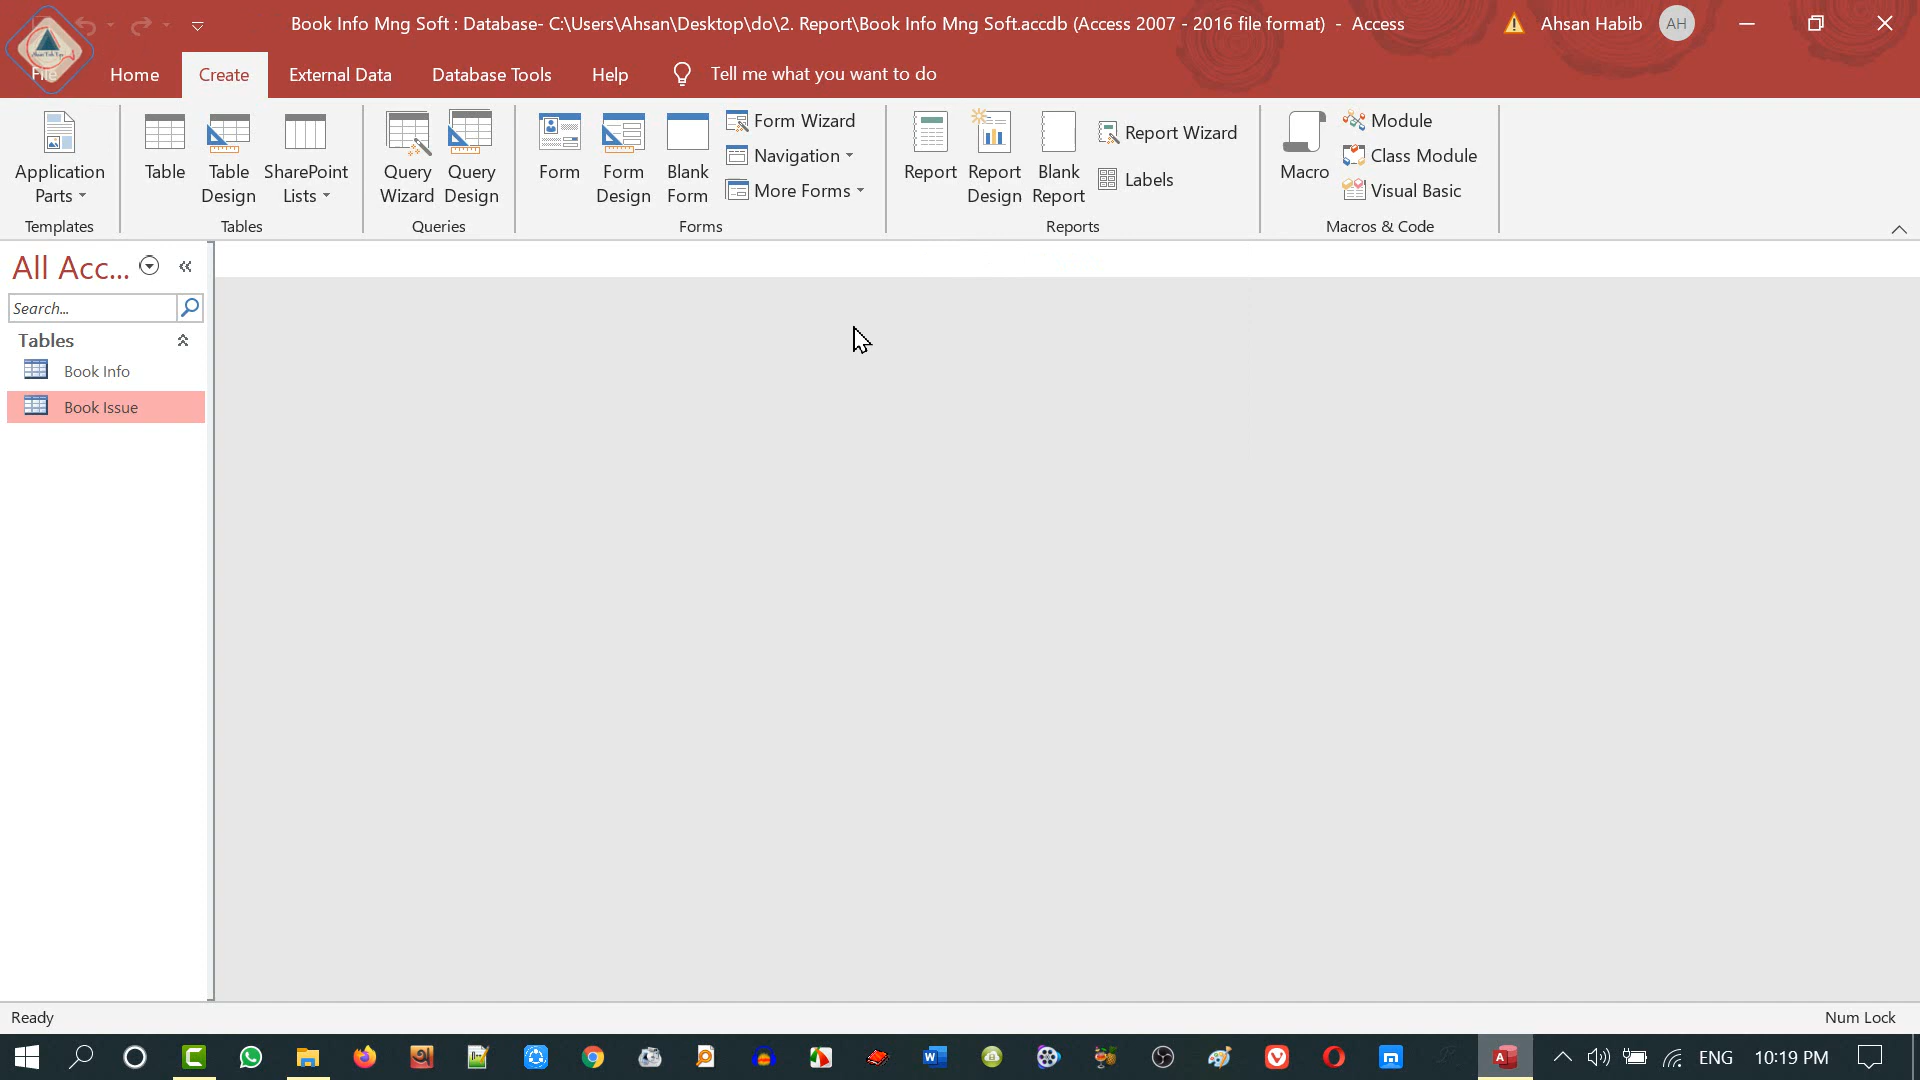 Book Info Mng Soft : Database- C:\Users\Ahsan\Desktop\do\2. Report\Book Info Mng Soft.accdb (Access 2007 - 2016 file format) - Access
Ahsan Habib AH
File Home Create External Data Database Tools Help Tell me what you want to do
Application Parts
Templates
Table
Table Design
SharePoint Lists
Tables
Query Wizard
Query Design
Queries
Form
Form Design
Blank Form
Form Wizard
Navigation
More Forms
Forms
Report
Report Design
Blank Report
Report Wizard
Labels
Reports
Macro
Module
Class Module
Visual Basic
Macros & Code
All Acc...
Search...
Tables
Book Info
Book Issue
Ready
Num Lock
ENG 10:19 PM